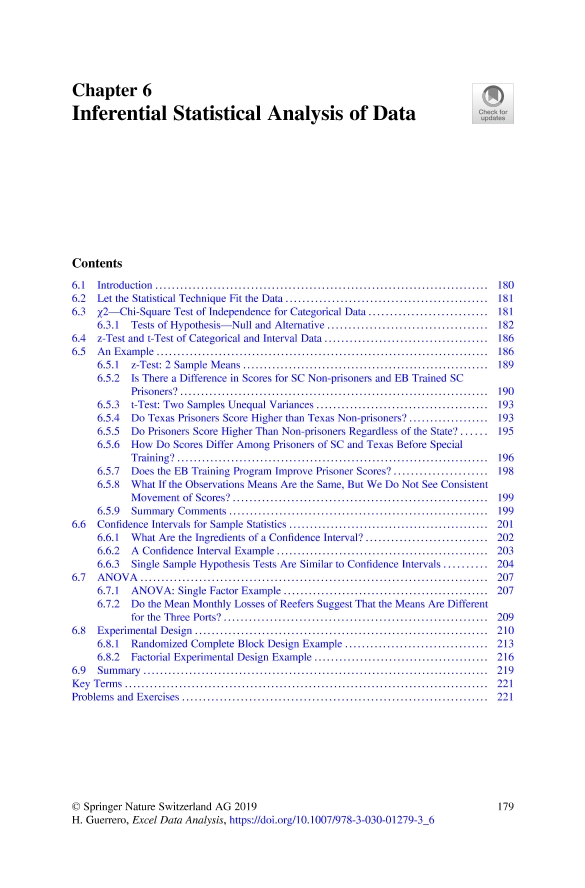 Chapter 6
Inferential Statistical Analysis of Data
Check for
updates
Contents
6.1 Introduction ........ 180
6.2 Let the Statistical Technique Fit the Data ........ 181
6.3 χ2—Chi-Square Test of Independence for Categorical Data ........ 181
6.3.1 Tests of Hypothesis—Null and Alternative ........ 182
6.4 z-Test and t-Test of Categorical and Interval Data ........ 186
6.5 An Example ........ 186
6.5.1 z-Test: 2 Sample Means ........ 189
6.5.2 Is There a Difference in Scores for SC Non-prisoners and EB Trained SC
Prisoners? ........ 190
6.5.3 t-Test: Two Samples Unequal Variances ........ 193
6.5.4 Do Texas Prisoners Score Higher than Texas Non-prisoners? ........ 193
6.5.5 Do Prisoners Score Higher Than Non-prisoners Regardless of the State? ...... 195
6.5.6 How Do Scores Differ Among Prisoners of SC and Texas Before Special
Training? ........ 196
6.5.7 Does the EB Training Program Improve Prisoner Scores? ........ 198
6.5.8 What If the Observations Means Are the Same, But We Do Not See Consistent
Movement of Scores? ........ 199
6.5.9 Summary Comments ........ 199
6.6 Confidence Intervals for Sample Statistics ........ 201
6.6.1 What Are the Ingredients of a Confidence Interval? ........ 202
6.6.2 A Confidence Interval Example ........ 203
6.6.3 Single Sample Hypothesis Tests Are Similar to Confidence Intervals ........ 204
6.7 ANOVA ........ 207
6.7.1 ANOVA: Single Factor Example ........ 207
6.7.2 Do the Mean Monthly Losses of Reefers Suggest That the Means Are Different
for the Three Ports? ........ 209
6.8 Experimental Design ........ 210
6.8.1 Randomized Complete Block Design Example ........ 213
6.8.2 Factorial Experimental Design Example ........ 216
6.9 Summary ........ 219
Key Terms ........ 221
Problems and Exercises ........ 221
© Springer Nature Switzerland AG 2019 179
H. Guerrero, Excel Data Analysis, https://doi.org/10.1007/978-3-030-01279-3_6